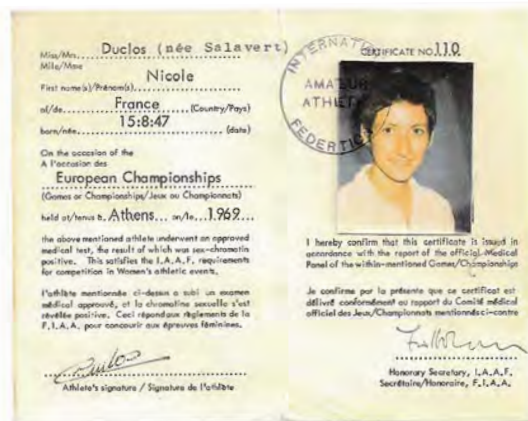 Miss/Mrs. Duclos (née Salavert)
Mlle/Mme
Nicole
First name(s)/Prénom(s)
of/de France (Country/Pays)
15:8:47
born/née (date)
On the occasion of the
A l'occasion des
European Championships
(Games or Championships/Jeux ou Championnats)
held at/tenus à Athens on/le 1969
the above mentioned athlete underwent an approved
medical test, the result of which was sex-chromatin
positive. This satisfies the I.A.A.F. requirements
for competition in Women's athletic events.
l'athlète mentionnée ci-dessus a subi un examen
médical approuvé, et la chromatine sexuelle s'est
révélée positive. Ceci répond aux règlements de la
F.I.A.A. pour concourir aux épreuves féminines.
Duclos
Athlete's signature / Signature de l'athlète
CERTIFICATE NO. 110
INTERNAT
AMATEUR
ATHLET
FEDERTI
I hereby confirm that this certificate is issued in
accordance with the report of the official Medical
Panel of the within-mentioned Games/Championships
Je confirme par la présente que ce certificat est
délivré conformément au rapport du Comité médical
officiel des Jeux/Championnats mentionnés ci-contre
Honorary Secretary, I.A.A.F.
Secrétaire/Honoraire, F.I.A.A.